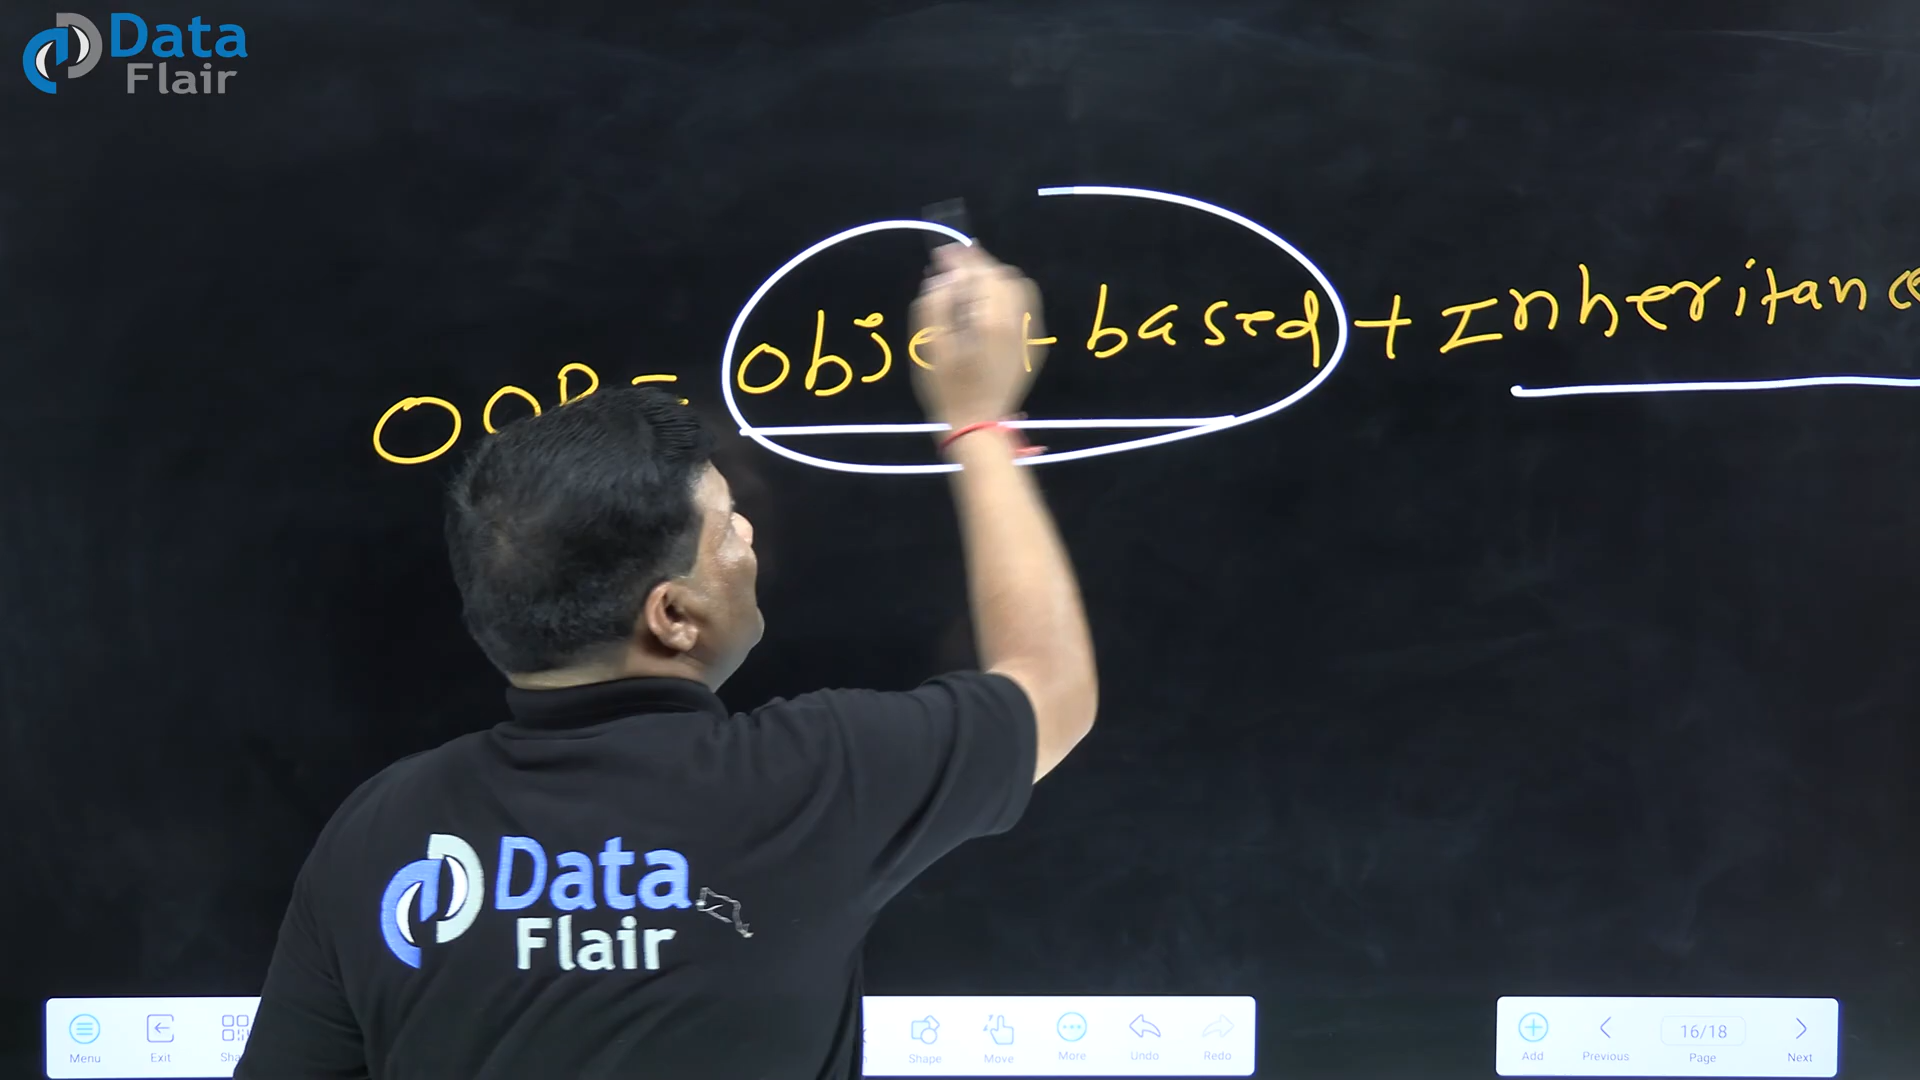 Data
Flair
OOP = Object based + Inheritance
Data
Flair
Menu Exit Shape Move More Undo Redo Add Previous 16/18 Page Next